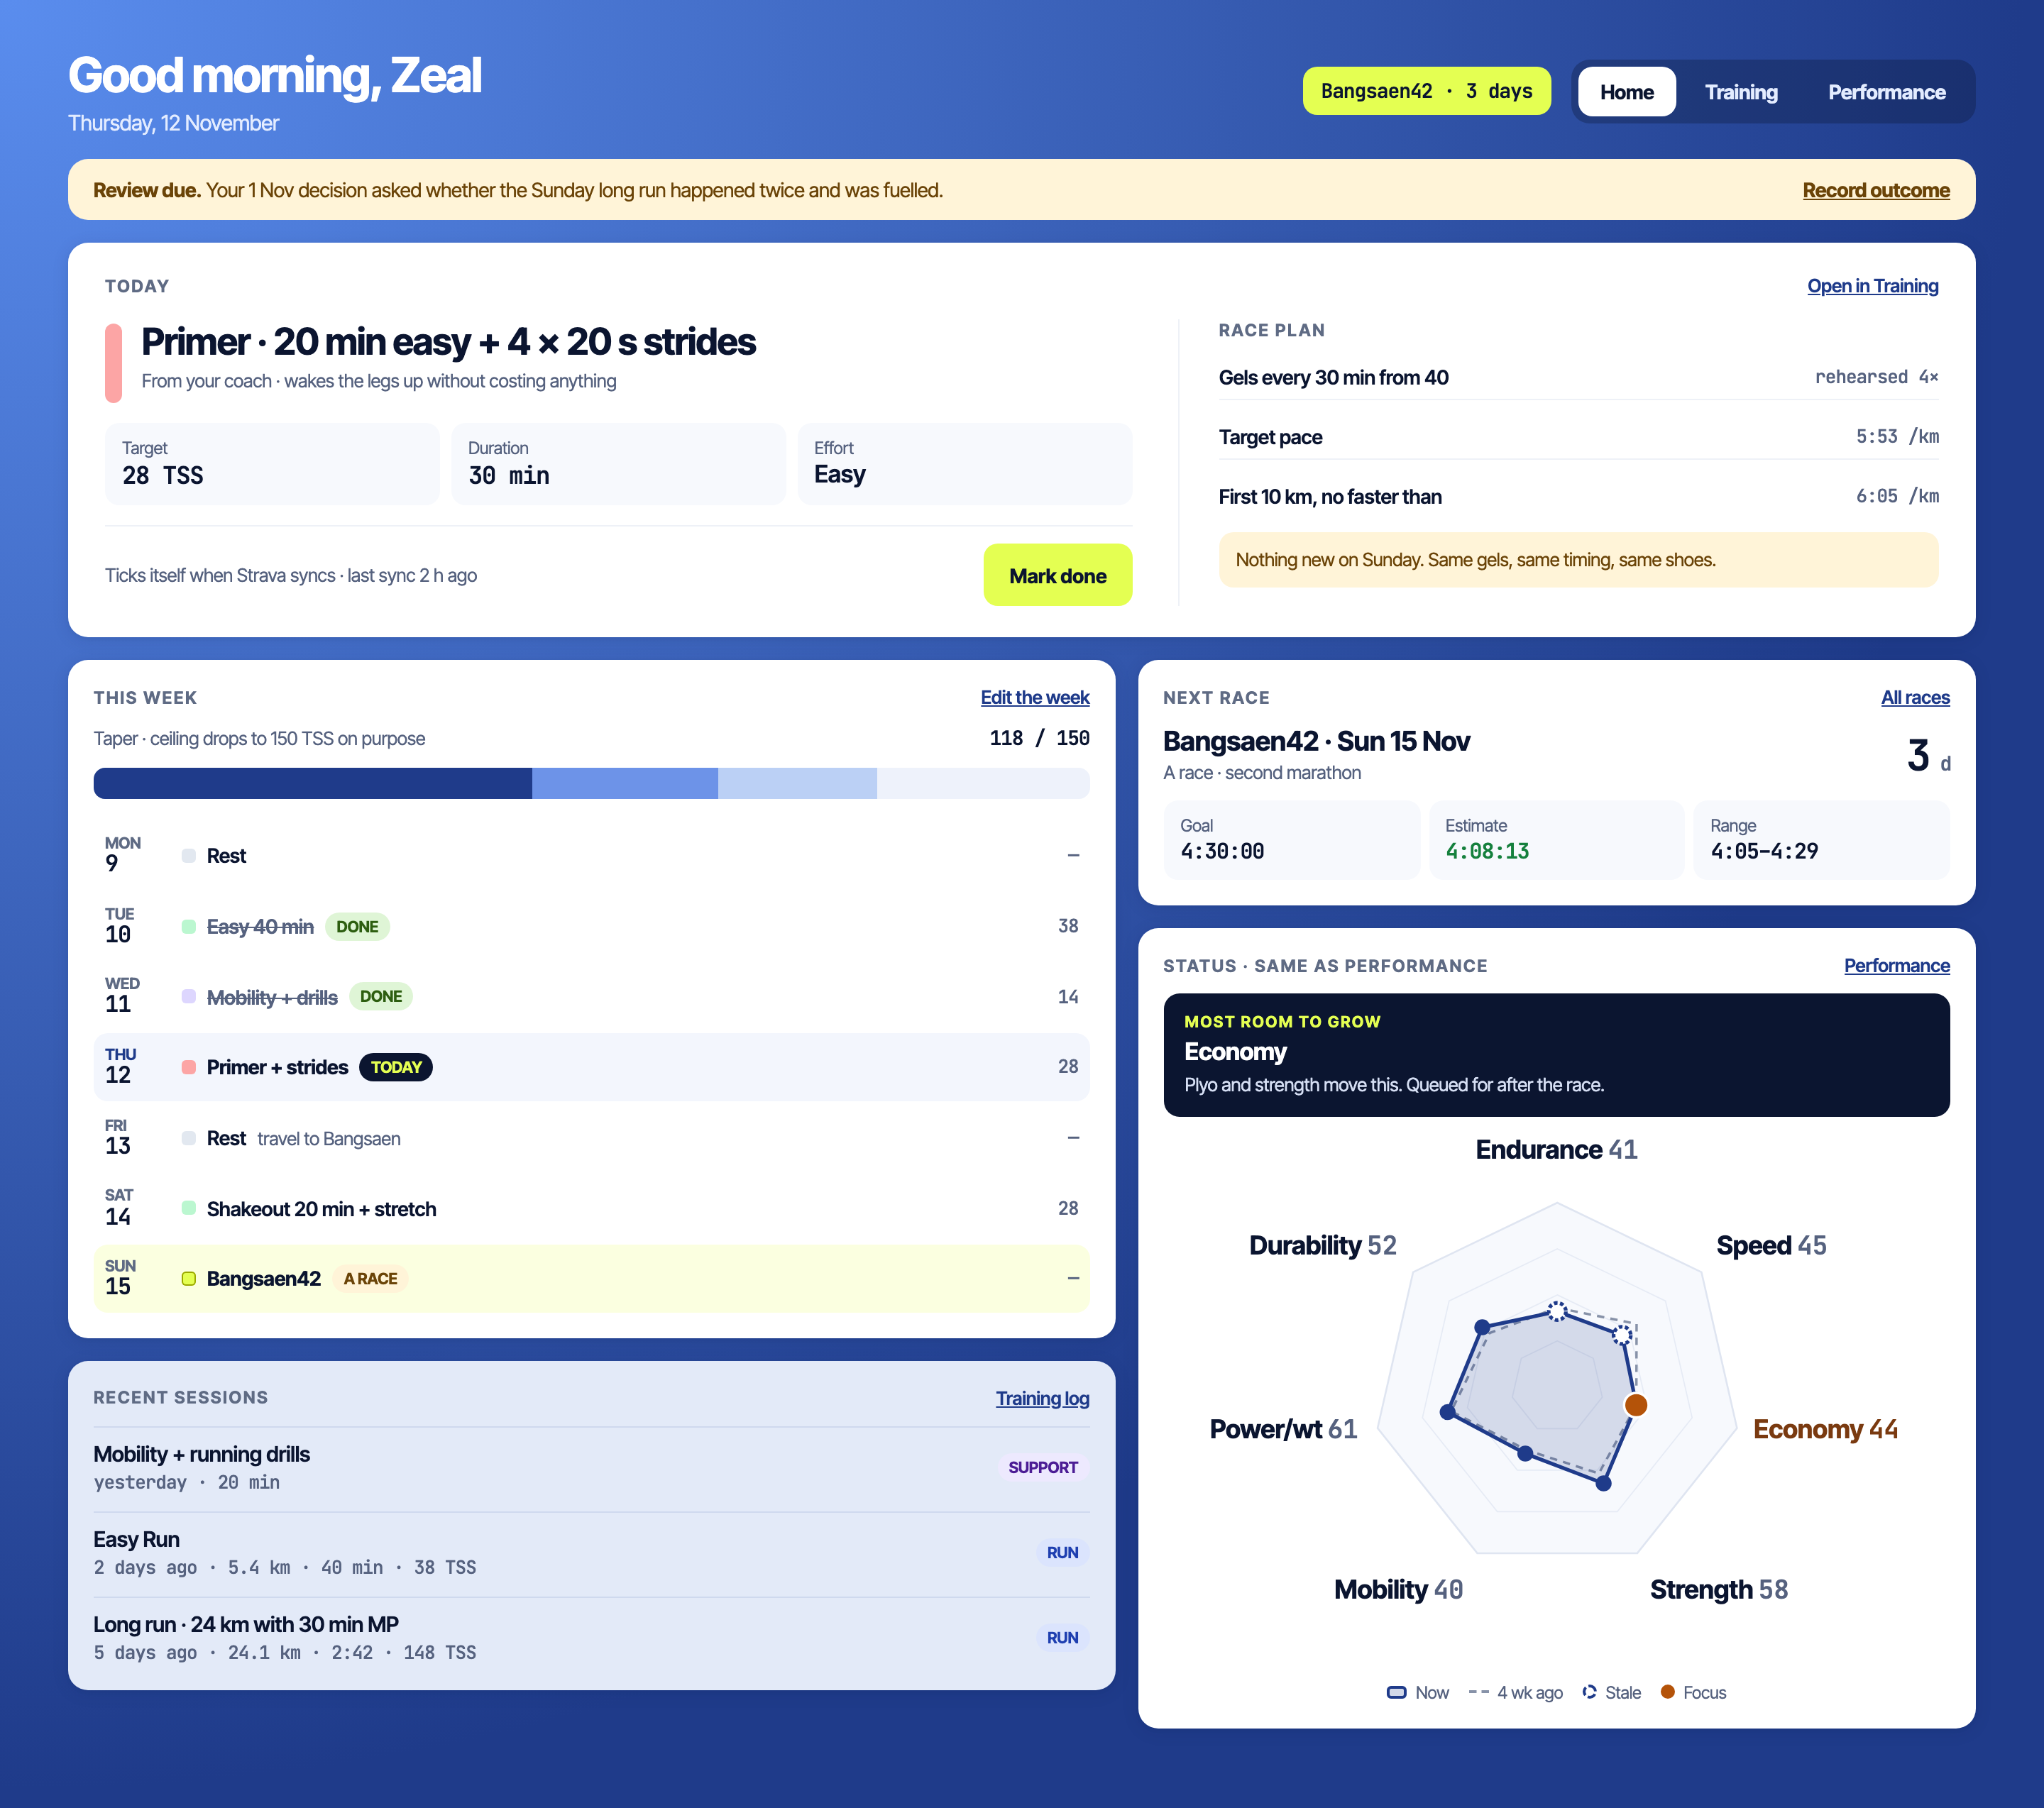 Good morning, Zeal
Thursday, 12 November
Bangsaen42 · 3 days
Home
Training
Performance
Review due. Your 1 Nov decision asked whether the Sunday long run happened twice and was fuelled.
Record outcome
TODAY
Open in Training
Primer · 20 min easy + 4 × 20 s strides
From your coach · wakes the legs up without costing anything
Target
28 TSS
Duration
30 min
Effort
Easy
Ticks itself when Strava syncs · last sync 2 h ago
Mark done
RACE PLAN
Gels every 30 min from 40
rehearsed 4×
Target pace
5:53 /km
First 10 km, no faster than
6:05 /km
Nothing new on Sunday. Same gels, same timing, same shoes.
THIS WEEK
Edit the week
Taper · ceiling drops to 150 TSS on purpose
118 / 150
MON
9
Rest
—
TUE
10
Easy 40 min
DONE
38
WED
11
Mobility + drills
DONE
14
THU
12
Primer + strides
TODAY
28
FRI
13
Rest travel to Bangsaen
—
SAT
14
Shakeout 20 min + stretch
28
SUN
15
Bangsaen42
A RACE
—
RECENT SESSIONS
Training log
Mobility + running drills
yesterday · 20 min
SUPPORT
Easy Run
2 days ago · 5.4 km · 40 min · 38 TSS
RUN
Long run · 24 km with 30 min MP
5 days ago · 24.1 km · 2:42 · 148 TSS
RUN
NEXT RACE
All races
Bangsaen42 · Sun 15 Nov
A race · second marathon
3 d
Goal
4:30:00
Estimate
4:08:13
Range
4:05–4:29
STATUS · SAME AS PERFORMANCE
Performance
MOST ROOM TO GROW
Economy
Plyo and strength move this. Queued for after the race.
Endurance 41
Durability 52
Speed 45
Power/wt 61
Economy 44
Mobility 40
Strength 58
Now
4 wk ago
Stale
Focus